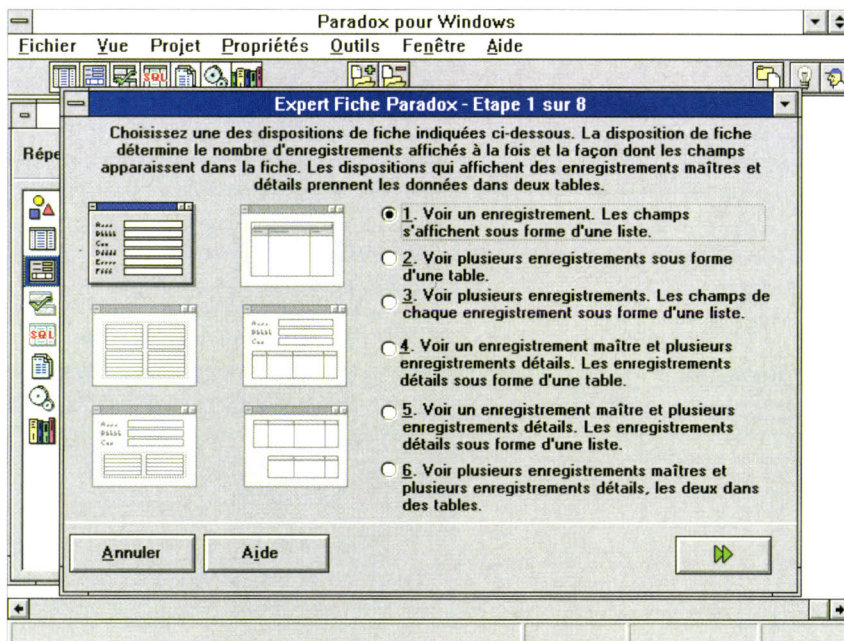 Paradox pour Windows
Fichier Vue Projet Propriétés Outils Fenêtre Aide
SQL
Expert Fiche Paradox - Etape 1 sur 8
Choisissez une des dispositions de fiche indiquées ci-dessous. La disposition de fiche
détermine le nombre d'enregistrements affichés à la fois et la façon dont les champs
apparaissent dans la fiche. Les dispositions qui affichent des enregistrements maîtres et
détails prennent les données dans deux tables.
Répe
SQL
1. Voir un enregistrement. Les champs
s'affichent sous forme d'une liste.
2. Voir plusieurs enregistrements sous forme
d'une table.
3. Voir plusieurs enregistrements. Les champs de
chaque enregistrement sous forme d'une liste.
4. Voir un enregistrement maître et plusieurs
enregistrements détails. Les enregistrements
détails sous forme d'une table.
5. Voir un enregistrement maître et plusieurs
enregistrements détails. Les enregistrements
détails sous forme d'une liste.
6. Voir plusieurs enregistrements maîtres et
plusieurs enregistrements détails, les deux dans
des tables.
Annuler
Aide